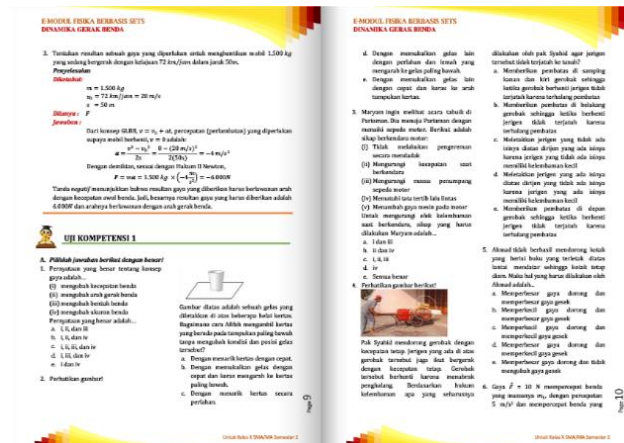 E-MODUL FISIKA BERBASIS SETS
DINAMIKA GERAK BENDA
3. Tentukan resultan sebuah gaya yang diperlukan untuk menghentikan mobil 1.500 kg
yang sedang bergerak dengan kelajuan 72 km/jam dalam jarak 50m.
Penyelesaian
Diketahui:
m = 1.500 kg
v₀ = 72 km/jam = 20 m/s
s = 50 m
Ditanya : F
Jawaban :
Dari konsep GLBB, v = v₀ + at, percepatan (perlambatan) yang diperlukan
supaya mobil berhenti, v = 0 adalah:
Dengan demikian, sesuai dengan Hukum II Newton,
Tanda negatif menunjukkan bahwa resultan gaya yang diberikan harus berlawanan arah
dengan kecepatan awal benda. Jadi, besarnya resultan gaya yang harus diberikan adalah
6.000N dan arahnya berlawanan dengan arah gerak benda.
UJI KOMPETENSI 1
A. Pilihlah jawaban berikut dengan benar!
1. Pernyataan yang benar tentang konsep
gaya adalah...
(i) mengubah kecepatan benda
(ii) mengubah arah gerak benda
(iii) mengubah bentuk benda
(iv) mengubah ukuran benda
Pernyataan yang benar adalah...
a. i, ii, dan iii
b. i, ii, dan iv
c. i, ii, iii, dan iv
d. i, iii, dan iv
e. i dan iv
2. Perhatikan gambar!
Gambar diatas adalah sebuah gelas yang
diletakkan di atas beberapa helai kertas.
Bagaimana cara Afifah mengambil kertas
yang berada pada tumpukan paling bawah
tanpa mengubah kondisi dan posisi gelas
tersebut?
a. Dengan menarik kertas dengan cepat.
b. Dengan memukulkan gelas dengan
cepat dan keras mengarah ke kertas
paling bawah.
c. Dengan menarik kertas secara
perlahan.
Page 9
Untuk Kelas X SMA/MA Semester 2
E-MODUL FISIKA BERBASIS SETS
DINAMIKA GERAK BENDA
d. Dengan memukulkan gelas lain
dengan perlahan dan lemah yang
mengarah ke gelas paling bawah.
e. Dengan memukulkan gelas lain
dengan cepat dan keras ke arah
tumpukan kertas.
3. Maryam ingin melihat acara tabuik di
Pariaman. Dia menuju Pariaman dengan
menaiki sepeda motor. Berikut adalah
sikap berkendara motor:
(i) Tidak melakukan pengereman
secara mendadak
(ii) Mengurangi kecepatan saat
berkendara
(iii) Mengurangi massa penumpang
sepeda motor
(iv) Mematuhi tata tertib lalu lintas
(v) Menambah gaya mesin pada motor
Untuk mengurangi efek kelembaman
saat berkendara, sikap yang harus
dilakukan Maryam adalah...
a. i dan iii
b. ii dan iv
c. i, ii, iii
d. iv
e. Semua benar
4. Perhatikan gambar berikut!
Pak Syahid mendorong gerobak dengan
kecepatan tetap. Jerigen yang ada di atas
gerobak tersebut juga ikut bergerak
dengan kecepatan tetap. Gerobak
tersebut berhenti karena menabrak
penghalang. Berdasarkan hukum
kelembaman apa yang seharusnya
dilakukan oleh pak Syahid agar jerigen
tersebut tidak terjatuh ke tanah?
a. Memberikan pembatas di samping
kanan dan kiri gerobak sehingga
ketika gerobak berhenti jerigen tidak
terjatuh karena terhalang pembatas
b. Memberikan pembatas di belakang
gerobak sehingga ketika berhenti
jerigen tidak terjatuh karena
terhalang pembatas
c. Meletakkan jerigen yang tidak ada
isinya diatas dirijen yang ada isinya
karena jerigen yang tidak ada isinya
memiliki kelembaman kecil
d. Meletakkan jerigen yang ada isinya
diatas dirijen yang tidak ada isinya
karena jerigen yang ada isinya
memiliki kelembaman kecil
e. Memberikan pembatas di depan
gerobak sehingga ketika berhenti
jerigen tidak terjatuh karena
terhalang pembatas
5. Ahmad tidak berhasil mendorong kotak
yang berisi buku yang terletak diatas
lantai mendatar sehingga kotak tetap
diam. Maka hal yang harus dilakukan oleh
Ahmad adalah...
a. Memperbesar gaya dorong dan
memperbesar gaya gesek
b. Memperkecil gaya dorong dan
memperkecil gaya gesek
c. Memperkecil gaya dorong dan
memperbesar gaya gesek
d. Memperbesar gaya dorong dan
memperkecil gaya gesek
e. Memperbesar gaya dorong dan tidak
mengubah gaya gesek
6. Gaya F = 10 N mempercepat benda
yang massanya m₁, dengan percepatan
5 m/s² dan mempercepat benda yang
Page 10
Untuk Kelas X SMA/MA Semester 2